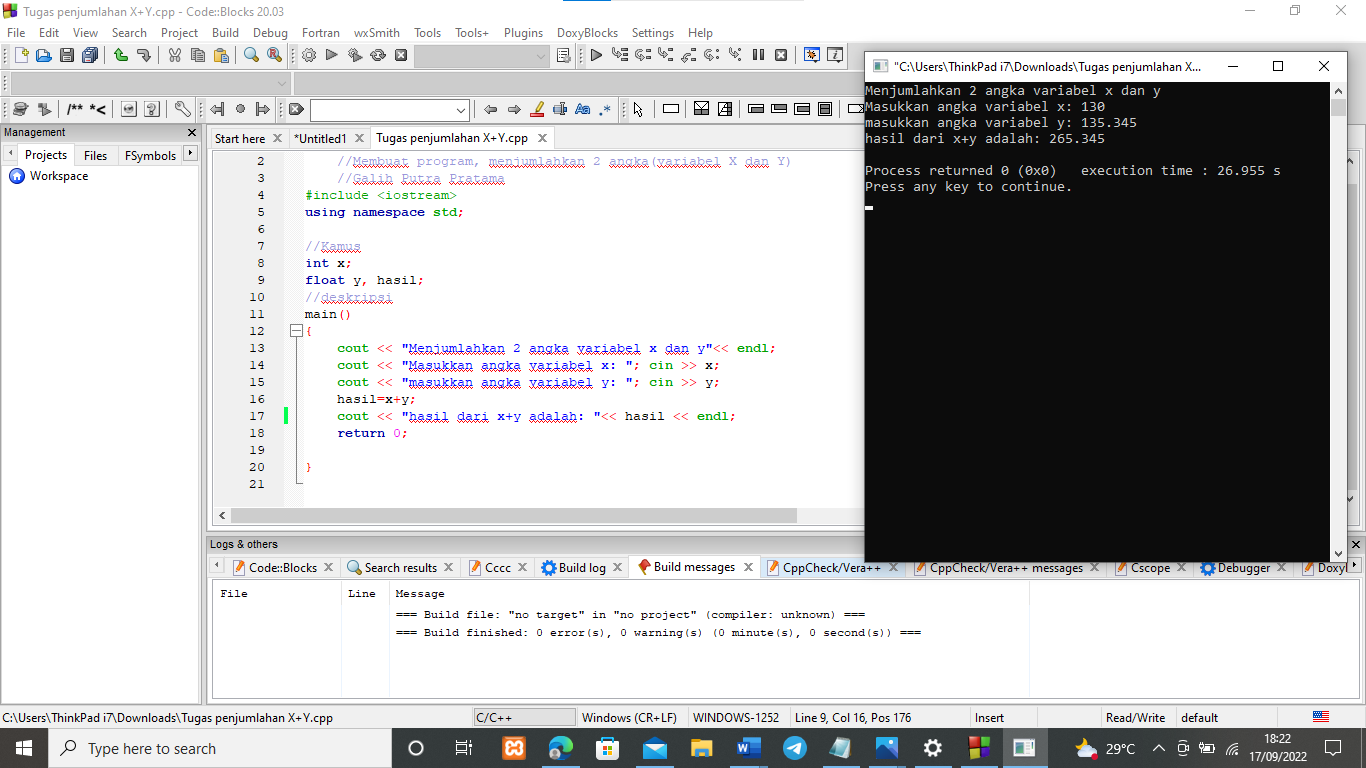 Tugas penjumlahan X+Y.cpp - Code::Blocks 20.03
File Edit View Search Project Build Debug Fortran wxSmith Tools Tools+ Plugins DoxyBlocks Settings Help
/** *< Aa .*
Management
Projects Files FSymbols
Workspace
Start here *Untitled1 Tugas penjumlahan X+Y.cpp
2 //Membuat program, menjumlahkan 2 angka(variabel X dan Y)
3 //Galih Putra Pratama
4 #include <iostream>
5 using namespace std;
6
7 //Kamus
8 int x;
9 float y, hasil;
10 //deskripsi
11 main()
12 {
13 cout << "Menjumlahkan 2 angka variabel x dan y"<< endl;
14 cout << "Masukkan angka variabel x: "; cin >> x;
15 cout << "masukkan angka variabel y: "; cin >> y;
16 hasil=x+y;
17 cout << "hasil dari x+y adalah: "<< hasil << endl;
18 return 0;
19
20 }
21
"C:\Users\ThinkPad i7\Downloads\Tugas penjumlahan X...
Menjumlahkan 2 angka variabel x dan y
Masukkan angka variabel x: 130
masukkan angka variabel y: 135.345
hasil dari x+y adalah: 265.345
Process returned 0 (0x0) execution time : 26.955 s
Press any key to continue.
Logs & others
Code::Blocks Search results Cccc Build log Build messages CppCheck/Vera++ CppCheck/Vera++ messages Cscope Debugger Doxyl
File Line Message
=== Build file: "no target" in "no project" (compiler: unknown) ===
=== Build finished: 0 error(s), 0 warning(s) (0 minute(s), 0 second(s)) ===
C:\Users\ThinkPad i7\Downloads\Tugas penjumlahan X+Y.cpp C/C++ Windows (CR+LF) WINDOWS-1252 Line 9, Col 16, Pos 176 Insert Read/Write default
Type here to search
29°C
18:22
17/09/2022